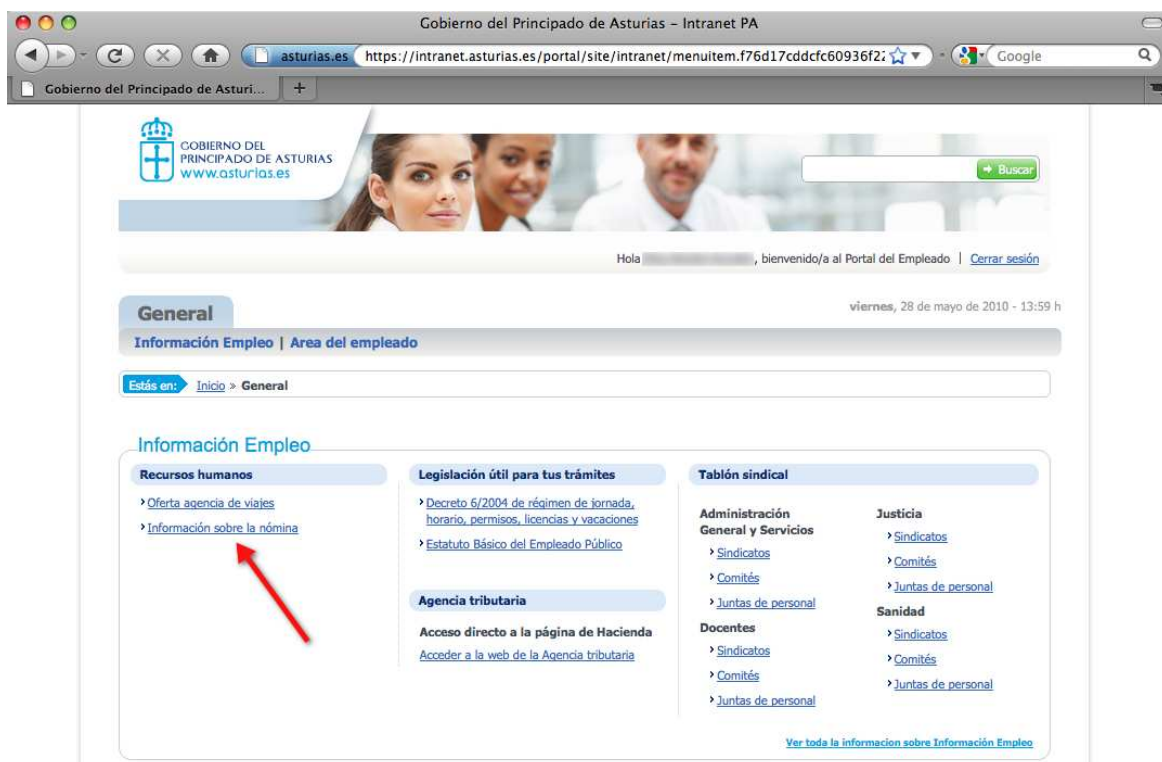 Gobierno del Principado de Asturias – Intranet PA
asturias.es https://intranet.asturias.es/portal/site/intranet/menuitem.f76d17cddcfc60936f22 Google
Gobierno del Principado de Asturi... +
GOBIERNO DEL
PRINCIPADO DE ASTURIAS
www.asturias.es
Buscar
Hola , bienvenido/a al Portal del Empleado | Cerrar sesión
General
viernes, 28 de mayo de 2010 - 13:59 h
Información Empleo | Area del empleado
Estás en: Inicio » General
Información Empleo
Recursos humanos
Oferta agencia de viajes
Información sobre la nómina
Legislación útil para tus trámites
Decreto 6/2004 de régimen de jornada,
horario, permisos, licencias y vacaciones
Estatuto Básico del Empleado Público
Agencia tributaria
Acceso directo a la página de Hacienda
Acceder a la web de la Agencia tributaria
Tablón sindical
Administración
General y Servicios
Sindicatos
Comités
Juntas de personal
Docentes
Sindicatos
Comités
Juntas de personal
Justicia
Sindicatos
Comités
Juntas de personal
Sanidad
Sindicatos
Comités
Juntas de personal
Ver toda la informacion sobre Información Empleo